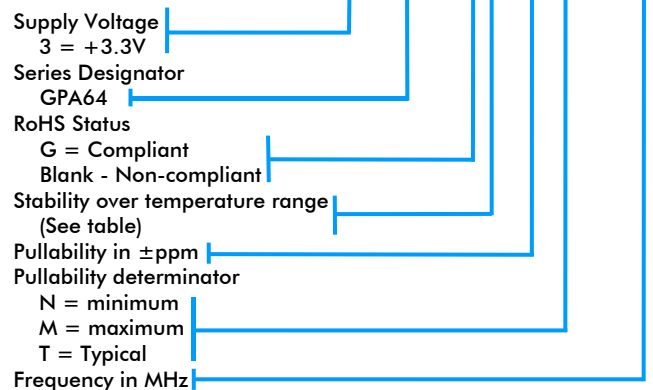 Supply Voltage
3 = +3.3V
Series Designator
GPA64
RoHS Status
G = Compliant
Blank - Non-compliant
Stability over temperature range
(See table)
Pullability in ±ppm
Pullability determinator
N = minimum
M = maximum
T = Typical
Frequency in MHz